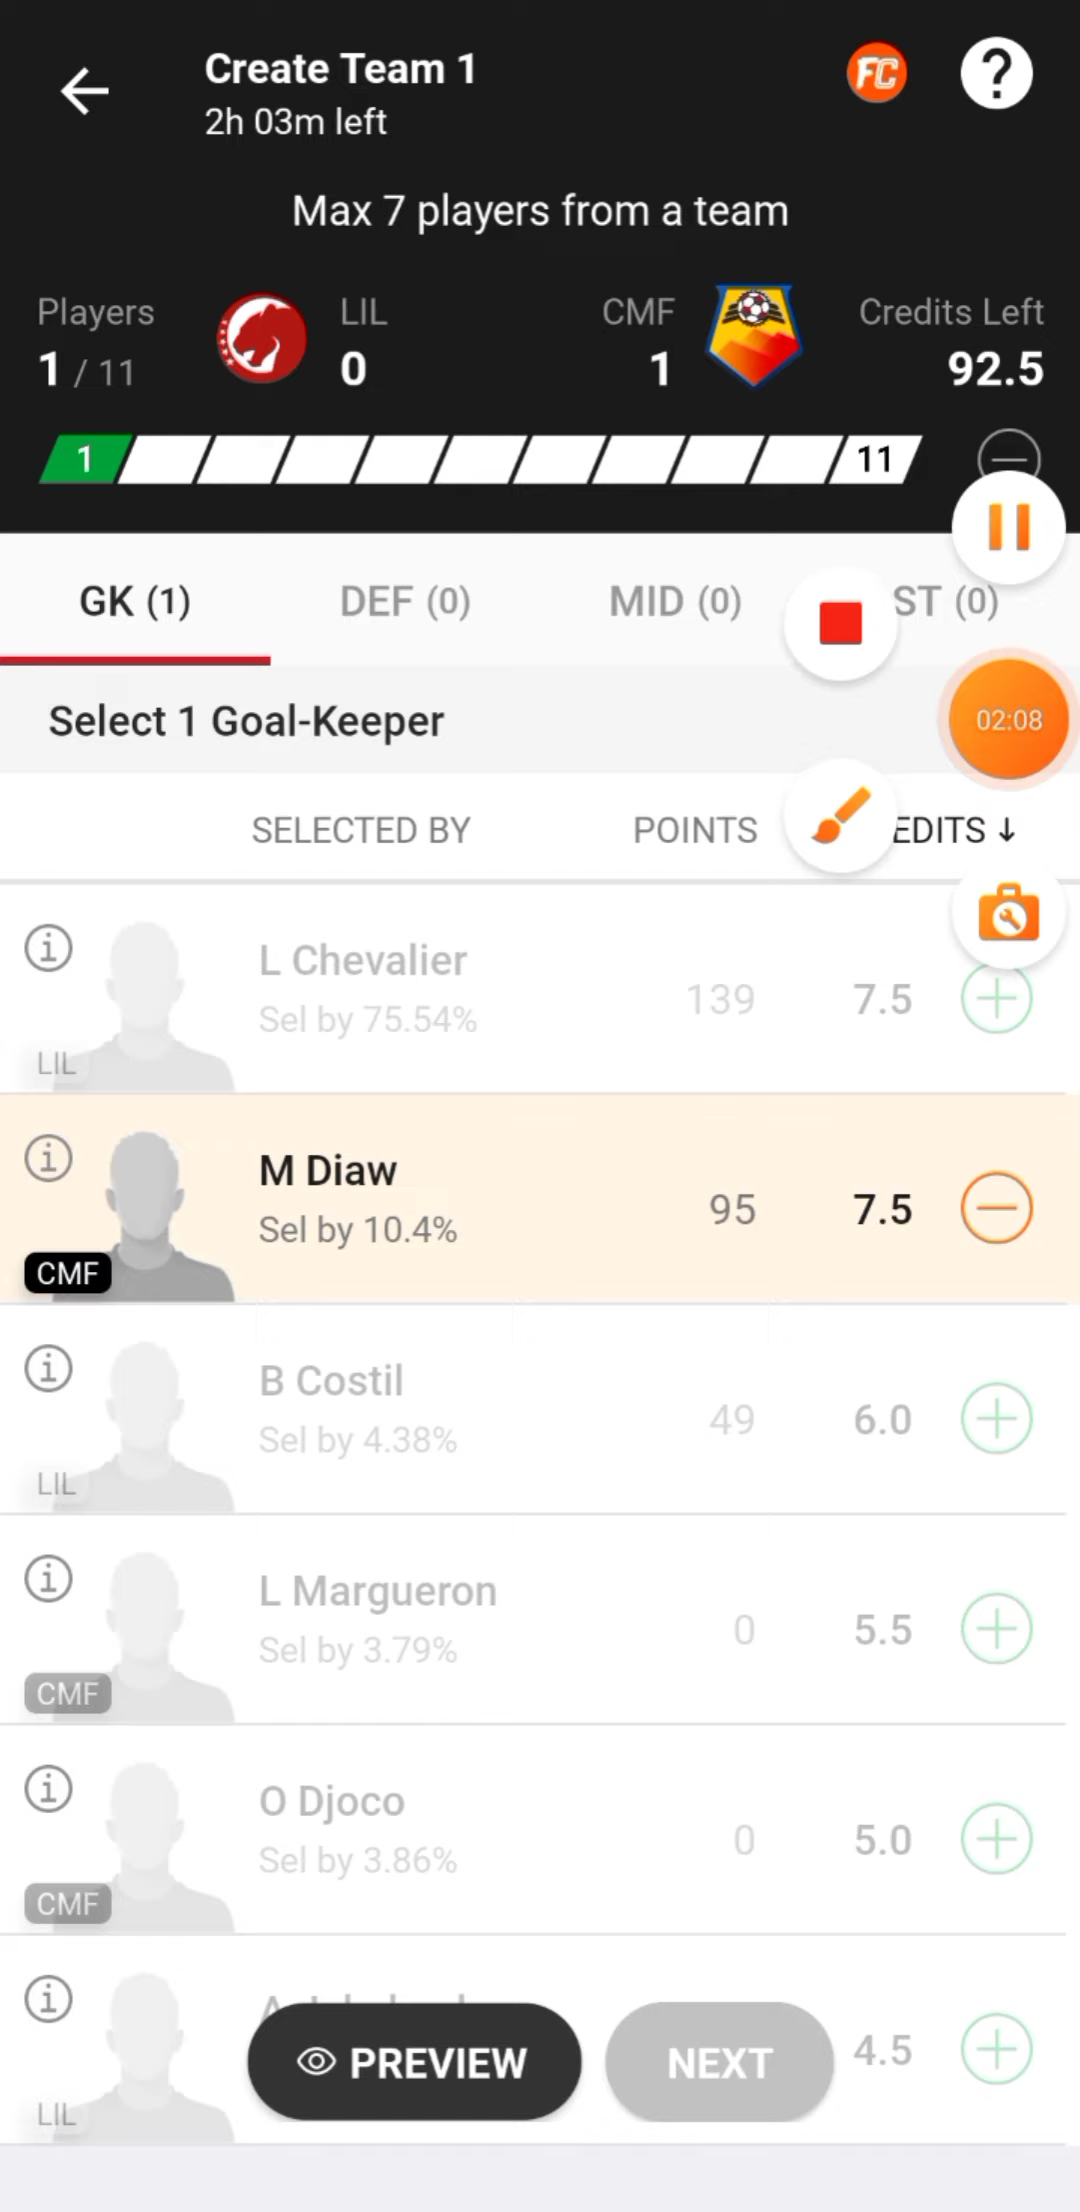 Create Team 1
2h 03m left
FC
?
Max 7 players from a team
Players
LIL
CMF
Credits Left
1 / 11
0
1
92.5
1
11
GK (1)
DEF (0)
MID (0)
ST (0)
Select 1 Goal-Keeper
02:08
SELECTED BY
POINTS
EDITS ↓
L Chevalier
Sel by 75.54%
139
7.5
LIL
M Diaw
Sel by 10.4%
95
7.5
CMF
B Costil
Sel by 4.38%
49
6.0
LIL
L Margueron
Sel by 3.79%
0
5.5
CMF
O Djoco
Sel by 3.86%
0
5.0
CMF
PREVIEW
NEXT
4.5
LIL